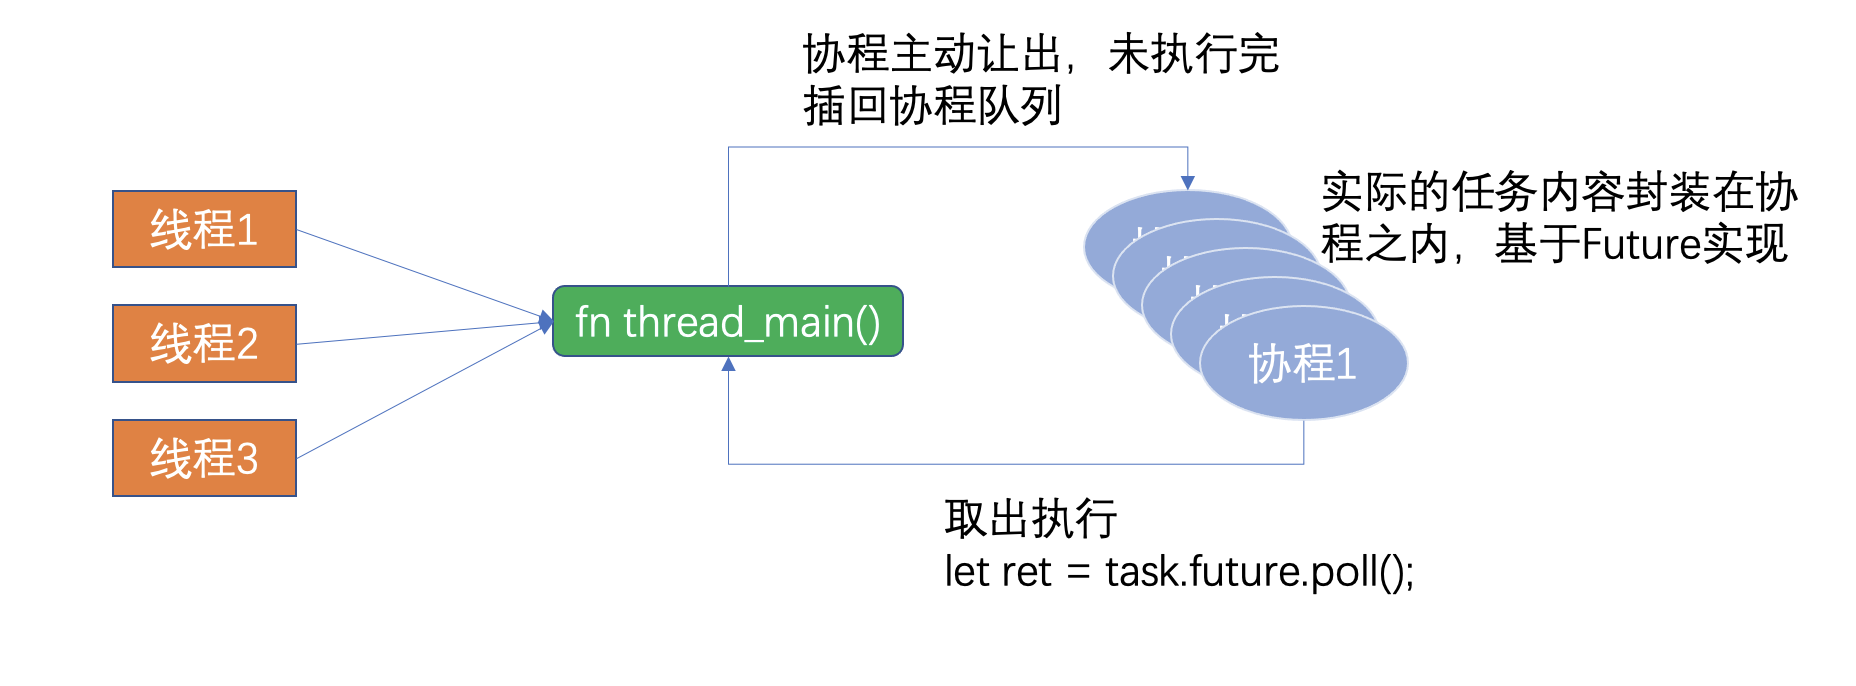 协程主动让出，未执行完
插回协程队列
实际的任务内容封装在协
程之内，基于Future实现
线程1
线程2
线程3
fn thread_main()
协程1
取出执行
let ret = task.future.poll();